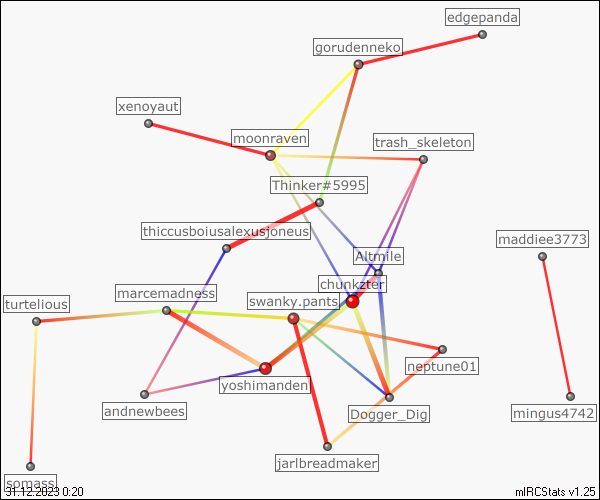 edgepanda
gorudenneko
xenoyaut
moonraven
trash_skeleton
Thinker#5995
thiccusboiusalexusjoneus
maddiee3773
Altmile
chunkzter
marcemadness
swanky.pants
turtelious
neptune01
yoshimanden
andnewbees
Dogger_Dig
mingus4742
jarlbreadmaker
somass
31.12.2023 0:20
mIRCStats v1.25